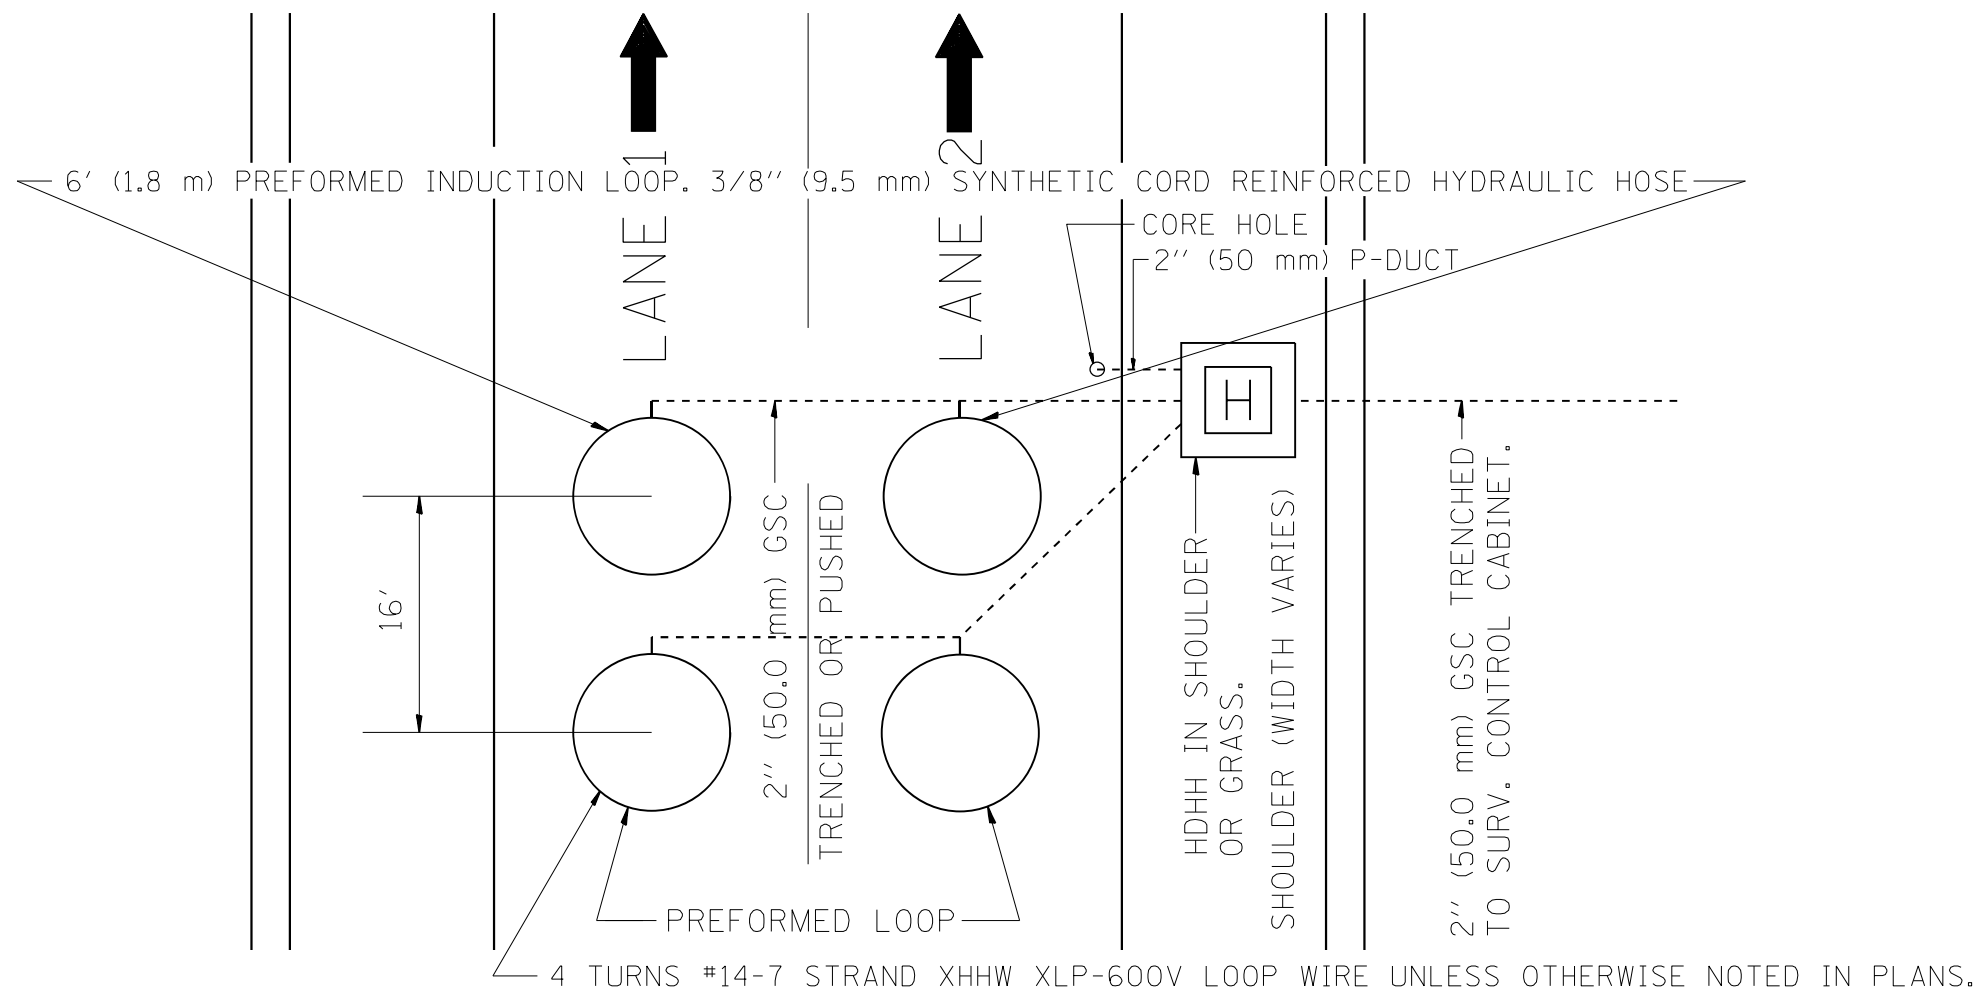 6' (1.8 m) PREFORMED INDUCTION LOOP. 3/8'' (9.5 mm) SYNTHETIC CORD REINFORCED HYDRAULIC HOSE
LANE 1
LANE 2
CORE HOLE
2'' (50 mm) P-DUCT
H
16'
2'' (50.0 mm) GSC
TRENCHED OR PUSHED
HDHH IN SHOULDER
OR GRASS.
SHOULDER (WIDTH VARIES)
2'' (50.0 mm) GSC TRENCHED
TO SURV. CONTROL CABINET.
PREFORMED LOOP
4 TURNS #14-7 STRAND XHHW XLP-600V LOOP WIRE UNLESS OTHERWISE NOTED IN PLANS.